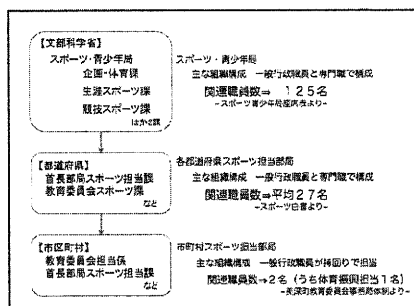 【文部科学省】
スポーツ・青少年局
企画・体育課
生涯スポーツ課
競技スポーツ課
ほか2課
スポーツ・青少年局
主な組織構成 一般行政職員と専門職で構成
関連職員数⇒ 125名
-スポーツ青少年局座席表より-
【都道府県】
首長部局スポーツ担当課
教育委員会スポーツ課
など
各都道府県スポーツ担当部局
主な組織構成 一般行政職員と専門職で構成
関連職員数⇒平均27名
-スポーツ白書より-
【市区町村】
教育委員会担当係
首長部局スポーツ担当課
など
市町村スポーツ担当部局
主な組織構成 一般行政職員が持回りで担当
関連職員数⇒2名(うち体育振興担当1名)
町教育委員会事務局体制より-